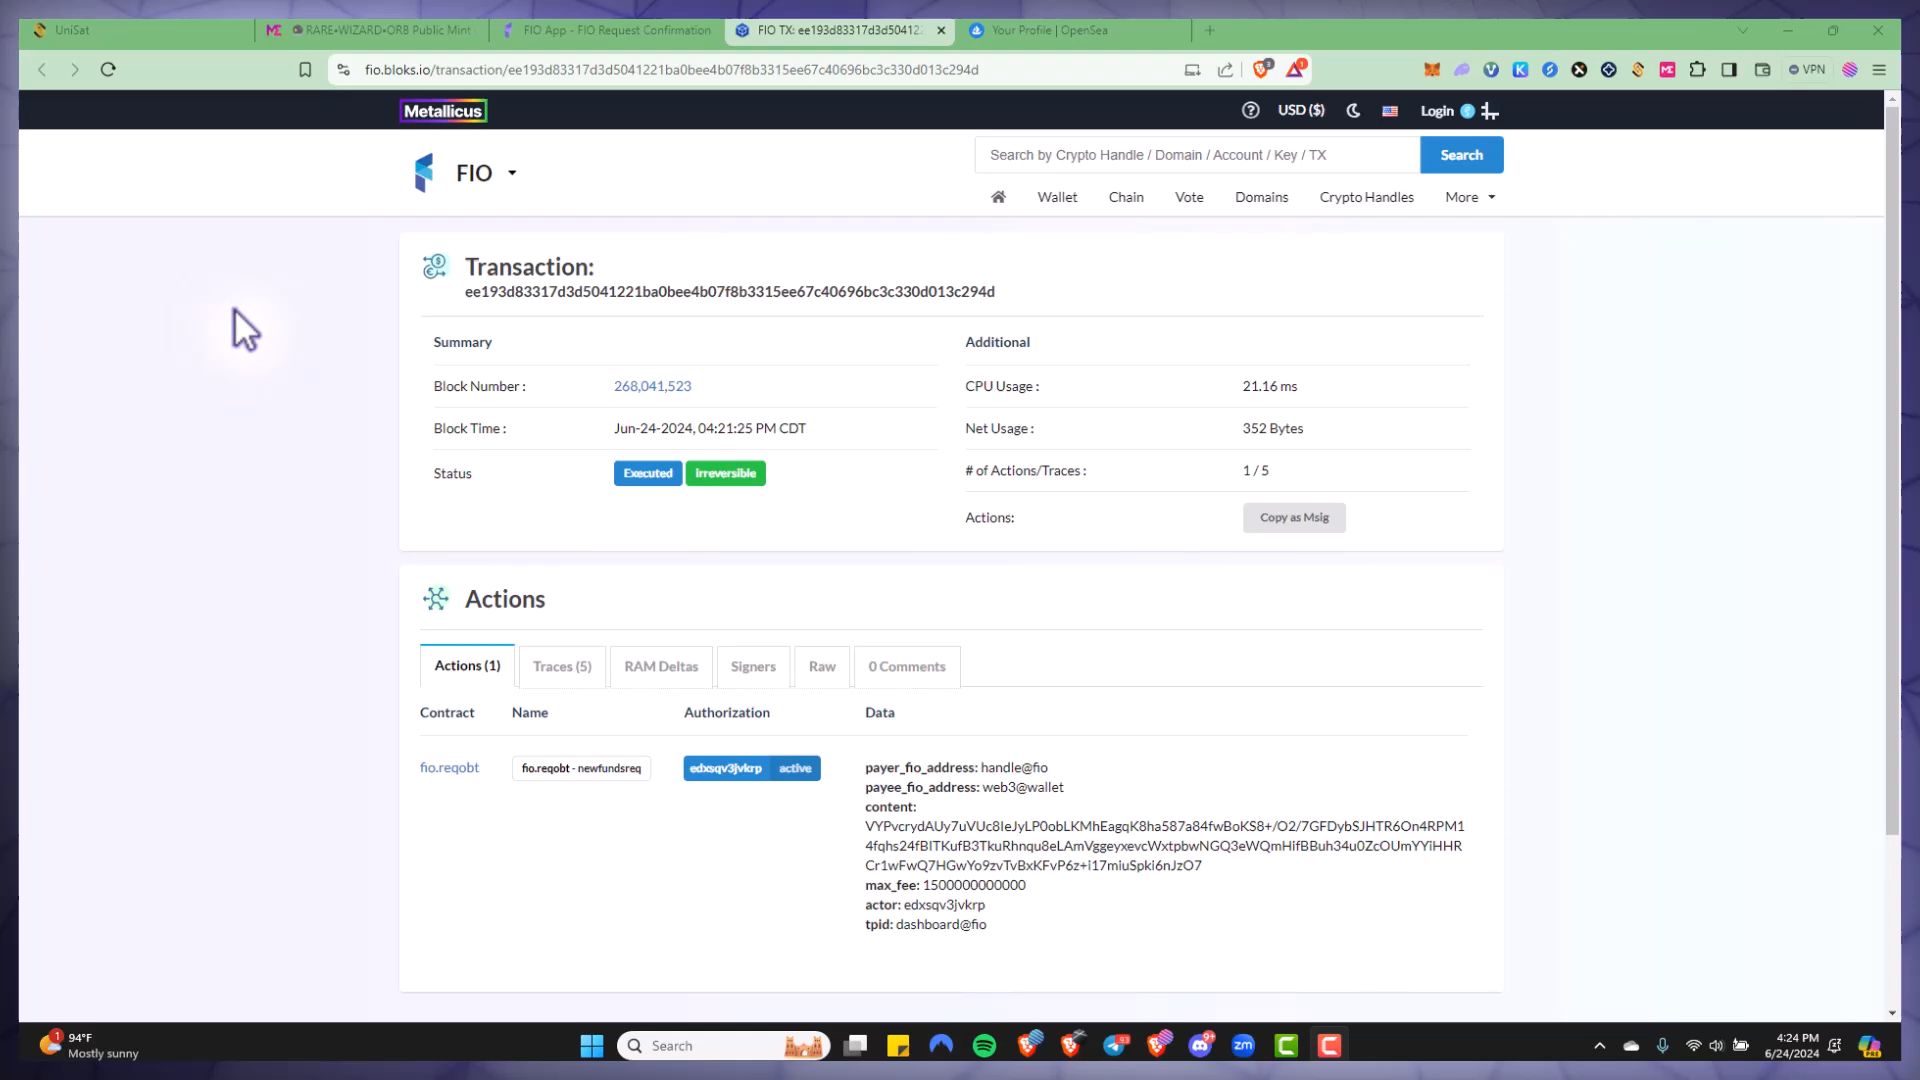 UniSat
RARE•WIZARD•ORB Public Mint
FIO App - FIO Request Confirmation
FIO TX: ee193d83317d3d50412
Your Profile | OpenSea
fio.bloks.io/transaction/ee193d83317d3d5041221ba0bee4b07f8b3315ee67c40696bc3c330d013c294d
VPN
Metallicus
USD ($)
Login
FIO
Search by Crypto Handle / Domain / Account / Key / TX
Search
Wallet
Chain
Vote
Domains
Crypto Handles
More
Transaction:
ee193d83317d3d5041221ba0bee4b07f8b3315ee67c40696bc3c330d013c294d
Summary
Additional
Block Number :
268,041,523
CPU Usage :
21.16 ms
Block Time :
Jun-24-2024, 04:21:25 PM CDT
Net Usage :
352 Bytes
Status
Executed
irreversible
# of Actions/Traces :
1 / 5
Actions:
Copy as Msig
Actions
Actions (1)
Traces (5)
RAM Deltas
Signers
Raw
0 Comments
Contract
Name
Authorization
Data
fio.reqobt
fio.reqobt - newfundsreq
edxsqv3jvkrp active
payer_fio_address: handle@fio
payee_fio_address: web3@wallet
content:
VYPvcrydAUy7uVUc8IeJyLP0obLKMhEagqK8ha587a84fwBoKS8+/O2/7GFDybSJHTR6On4RPM1
4fqhs24fBITKufB3TkuRhnqu8eLAmVggeyxevcWxtpbwNGQ3eWQmHifBBuh34u0ZcOUmYYiHHR
Cr1wFwQ7HGwYo9zvTvBxKFvP6z+i17miuSpki6nJzO7
max_fee: 1500000000000
actor: edxsqv3jvkrp
tpid: dashboard@fio
94°F
Mostly sunny
Search
4:24 PM
6/24/2024